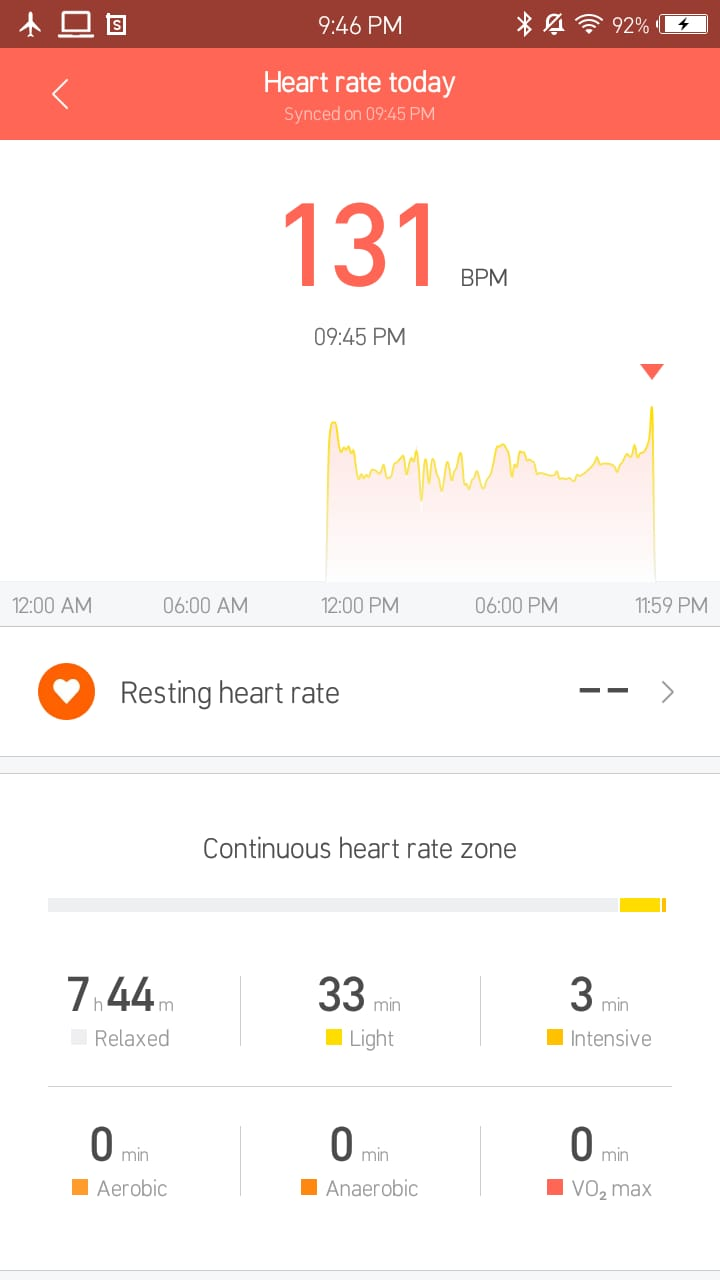 S 9:46 PM 92%
Heart rate today
Synced on 09:45 PM
131 BPM
09:45 PM
12:00 AM 06:00 AM 12:00 PM 06:00 PM 11:59 PM
Resting heart rate --
Continuous heart rate zone
7 h 44 m 33 min 3 min
Relaxed Light Intensive
0 min 0 min 0 min
Aerobic Anaerobic VO₂ max